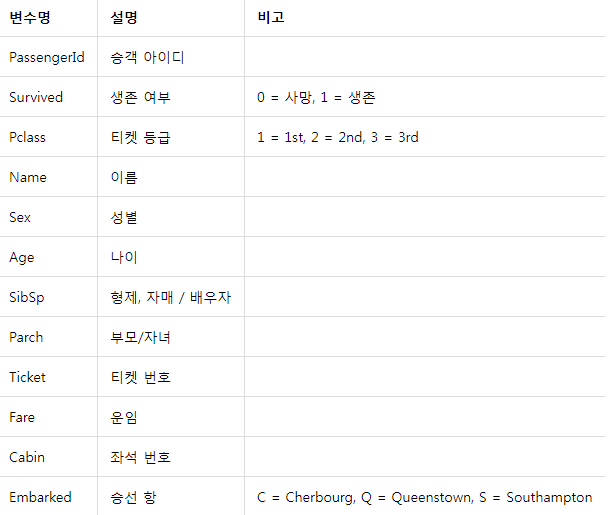 변수명 설명 비고
PassengerId 승객 아이디
Survived 생존 여부 0 = 사망, 1 = 생존
Pclass 티켓 등급 1 = 1st, 2 = 2nd, 3 = 3rd
Name 이름
Sex 성별
Age 나이
SibSp 형제, 자매 / 배우자
Parch 부모/자녀
Ticket 티켓 번호
Fare 운임
Cabin 좌석 번호
Embarked 승선 항 C = Cherbourg, Q = Queenstown, S = Southampton